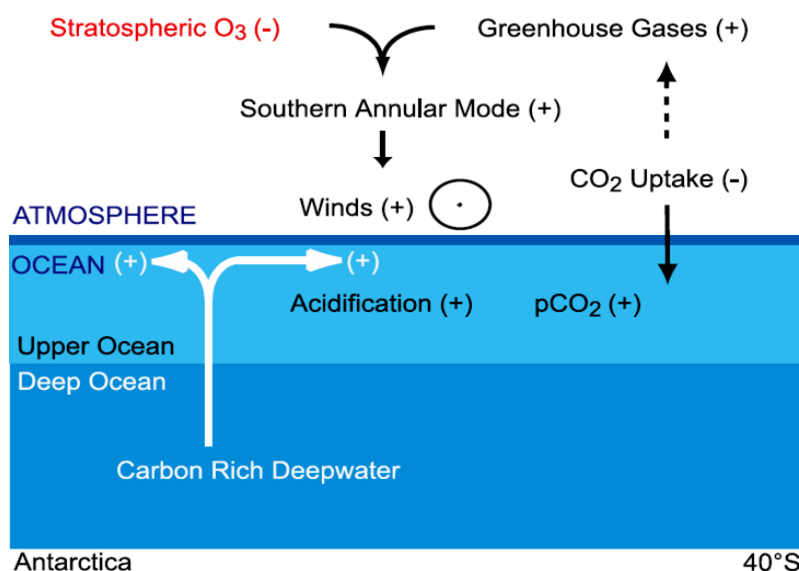 Stratospheric O₃ (-)
Greenhouse Gases (+)
Southern Annular Mode (+)
CO₂ Uptake (-)
Winds (+)
ATMOSPHERE
OCEAN (+)
(+)
Acidification (+)
pCO₂ (+)
Upper Ocean
Deep Ocean
Carbon Rich Deepwater
Antarctica
40°S